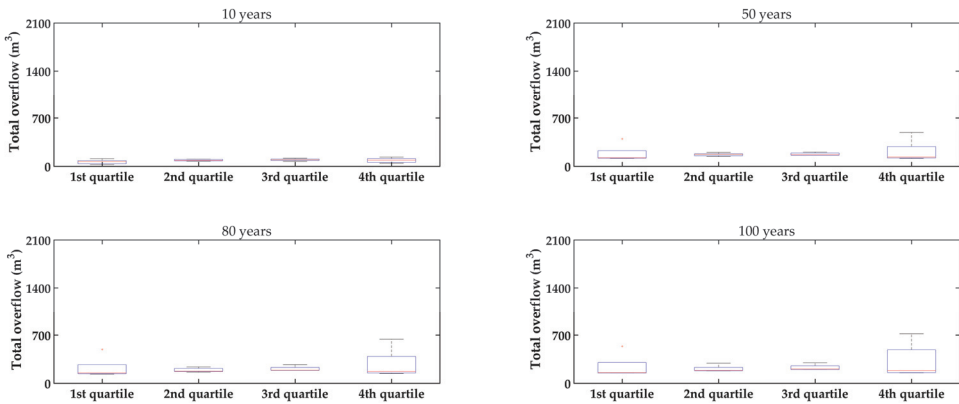 10 years
Total overflow (m³)
2100
1400
700
0
1st quartile 2nd quartile 3rd quartile 4th quartile
50 years
Total overflow (m³)
2100
1400
700
0
1st quartile 2nd quartile 3rd quartile 4th quartile
80 years
Total overflow (m³)
2100
1400
700
0
1st quartile 2nd quartile 3rd quartile 4th quartile
100 years
Total overflow (m³)
2100
1400
700
0
1st quartile 2nd quartile 3rd quartile 4th quartile